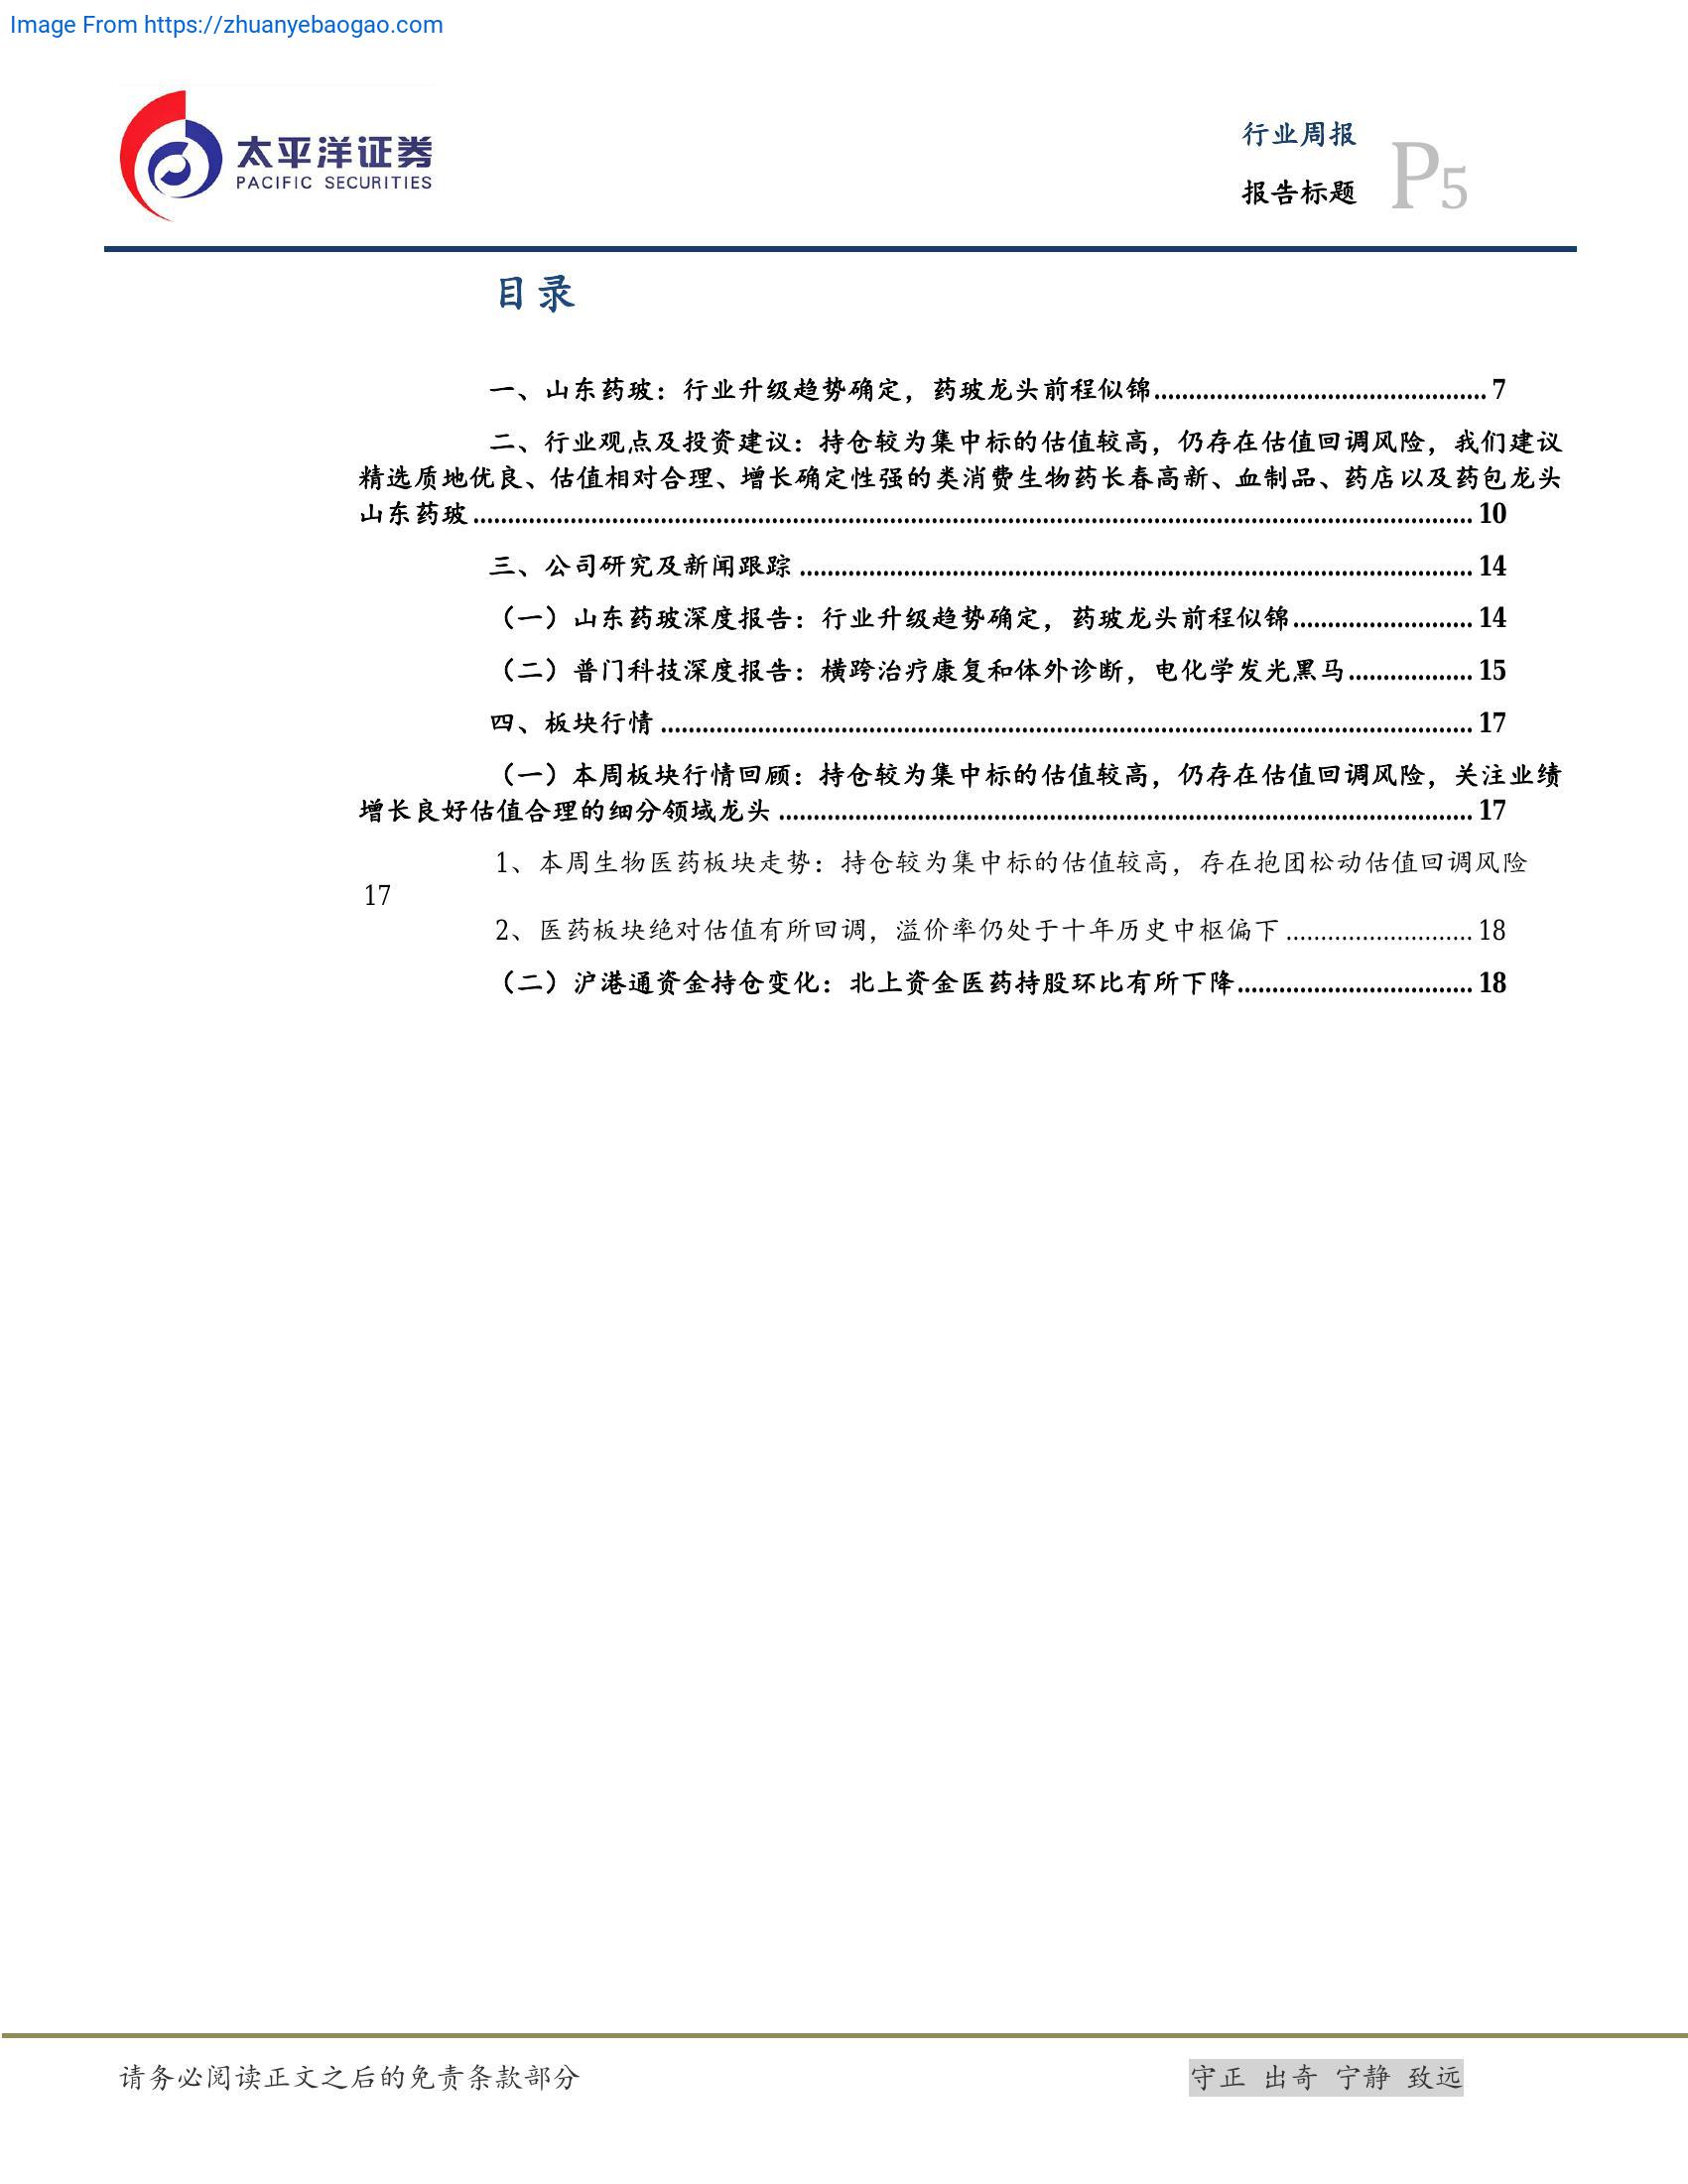 Image From https://zhuanyebaogao.com
太平洋证券
PACIFIC SECURITIES
行业周报
报告标题
P5
目录
一、山东药玻：行业升级趋势确定，药玻龙头前程似锦................................................ 7
二、行业观点及投资建议：持仓较为集中标的估值较高，仍存在估值回调风险，我们建议
精选质地优良、估值相对合理、增长确定性强的类消费生物药长春高新、血制品、药店以及药包龙头
山东药玻................................................................................................................................................ 10
三、公司研究及新闻跟踪................................................................................................. 14
（一）山东药玻深度报告：行业升级趋势确定，药玻龙头前程似锦.......................... 14
（二）普门科技深度报告：横跨治疗康复和体外诊断，电化学发光黑马.................. 15
四、板块行情..................................................................................................................... 17
（一）本周板块行情回顾：持仓较为集中标的估值较高，仍存在估值回调风险，关注业绩
增长良好估值合理的细分领域龙头.................................................................................................... 17
1、本周生物医药板块走势：持仓较为集中标的估值较高，存在抱团松动估值回调风险
17
2、医药板块绝对估值有所回调，溢价率仍处于十年历史中枢偏下........................... 18
（二）沪港通资金持仓变化：北上资金医药持股环比有所下降.................................. 18
请务必阅读正文之后的免责条款部分
守正 出奇 宁静 致远